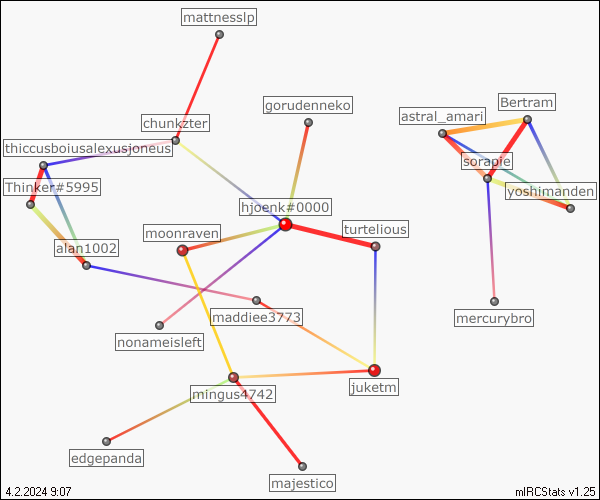 mattnesslp
gorudenneko
Bertram
astral_amari
chunkzter
thiccusboiusalexusjoneus
sorapie
Thinker#5995
yoshimanden
hjoenk#0000
moonraven
turtelious
alan1002
maddiee3773
mercurybro
nonameisleft
juketm
mingus4742
edgepanda
majestico
4.2.2024 9:07
mIRCStats v1.25